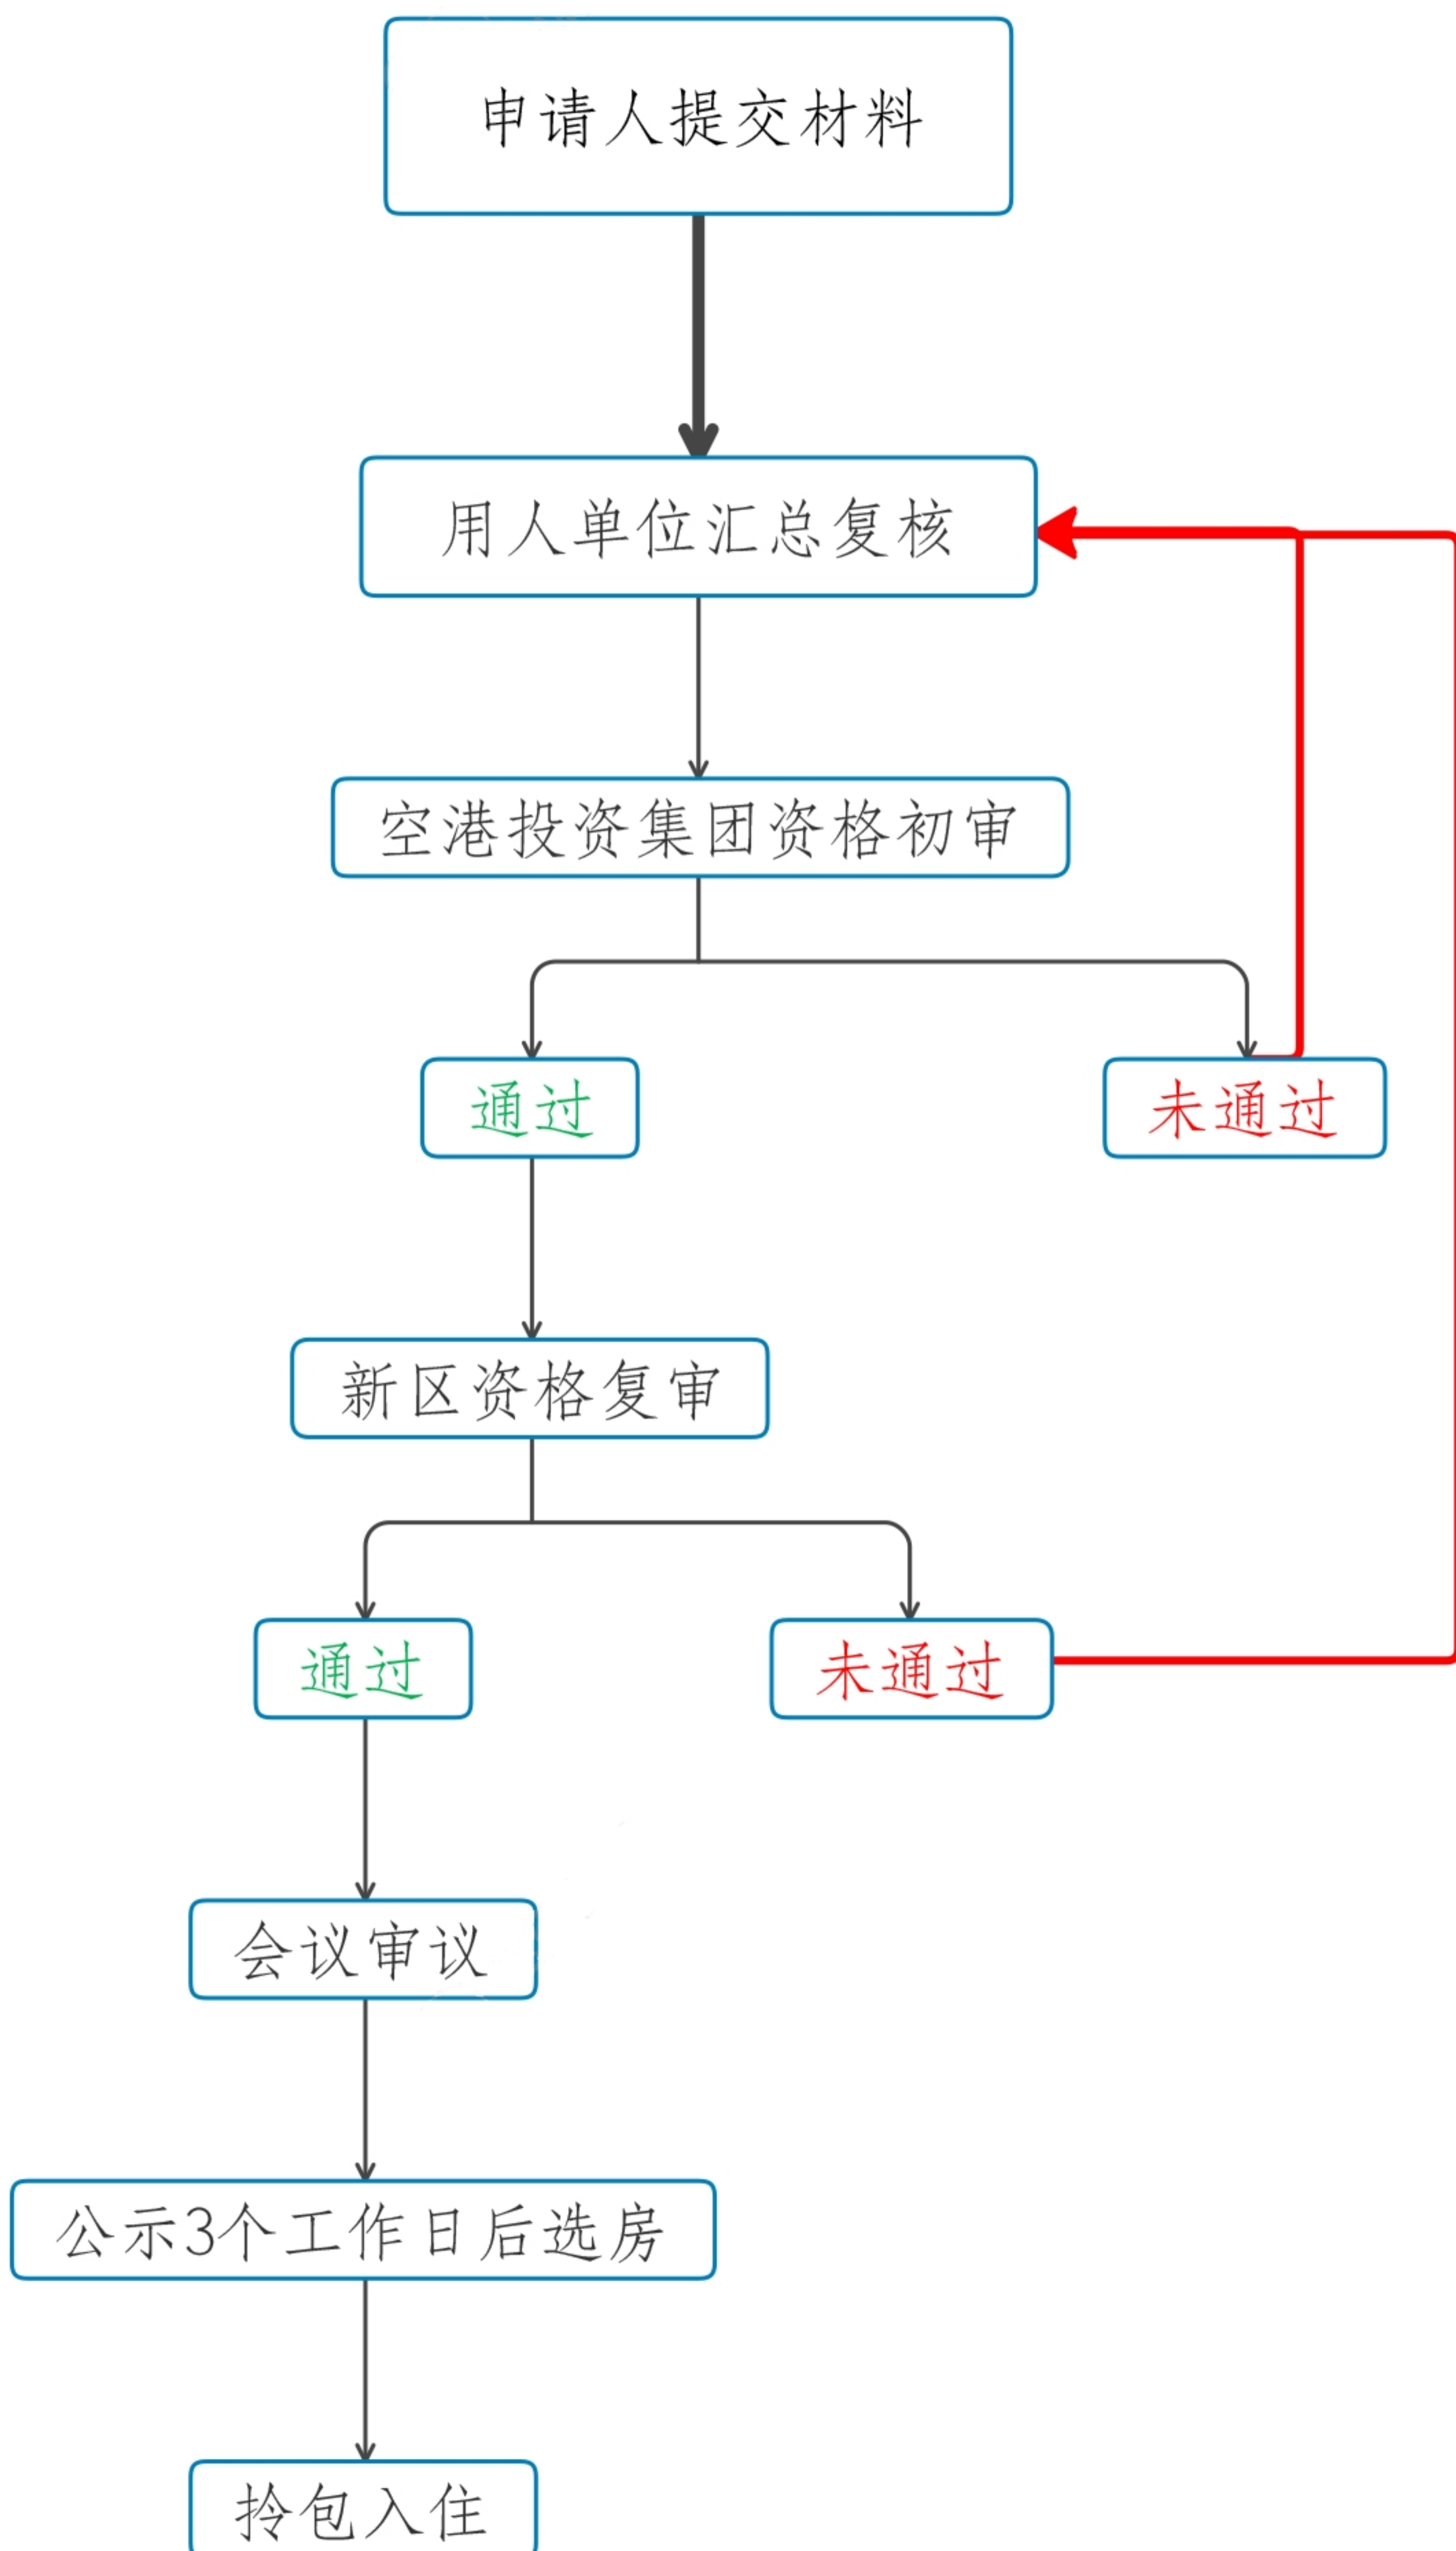 申请人提交材料
用人单位汇总复核
空港投资集团资格初审
通过
未通过
新区资格复审
通过
未通过
会议审议
公示3个工作日后选房
拎包入住